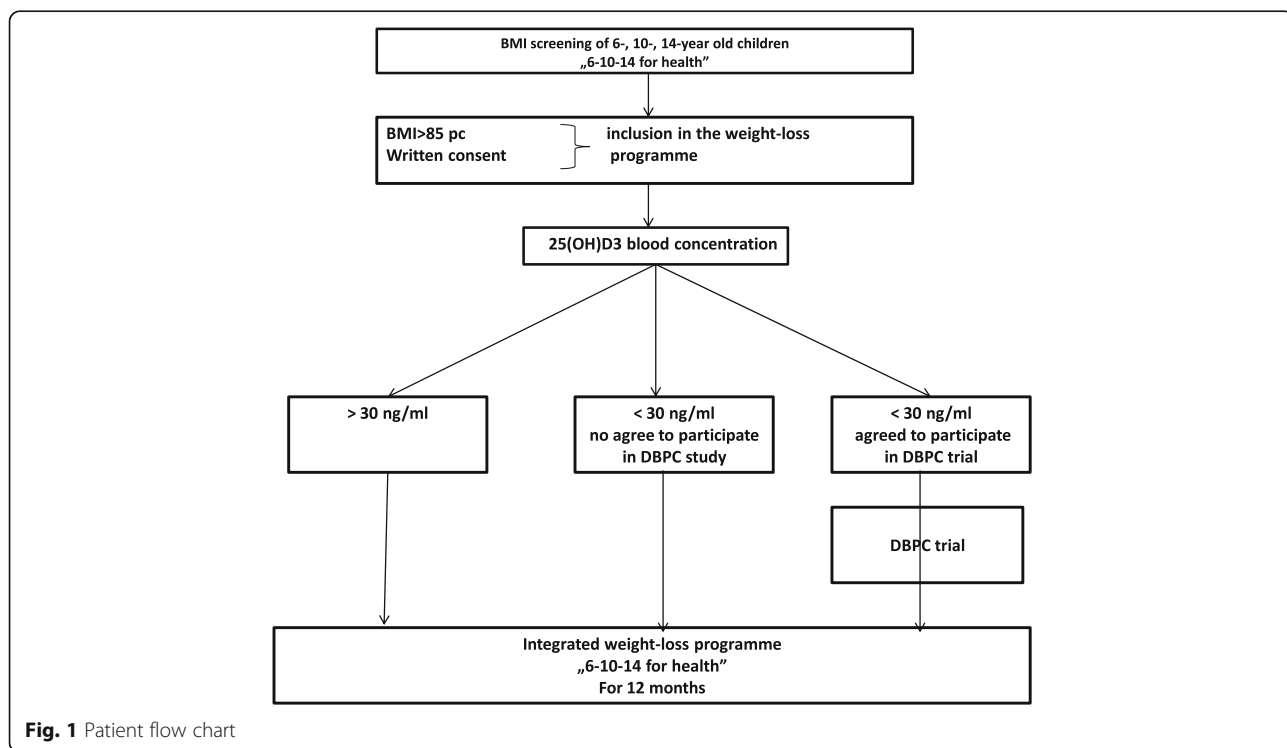 BMI screening of 6-, 10-, 14-year old children
„6-10-14 for health”
BMI>85 pc
Written consent
inclusion in the weight-loss
programme
25(OH)D3 blood concentration
> 30 ng/ml
< 30 ng/ml
no agree to participate
in DBPC study
< 30 ng/ml
agreed to participate
in DBPC trial
DBPC trial
Integrated weight-loss programme
„6-10-14 for health”
For 12 months
Fig. 1 Patient flow chart